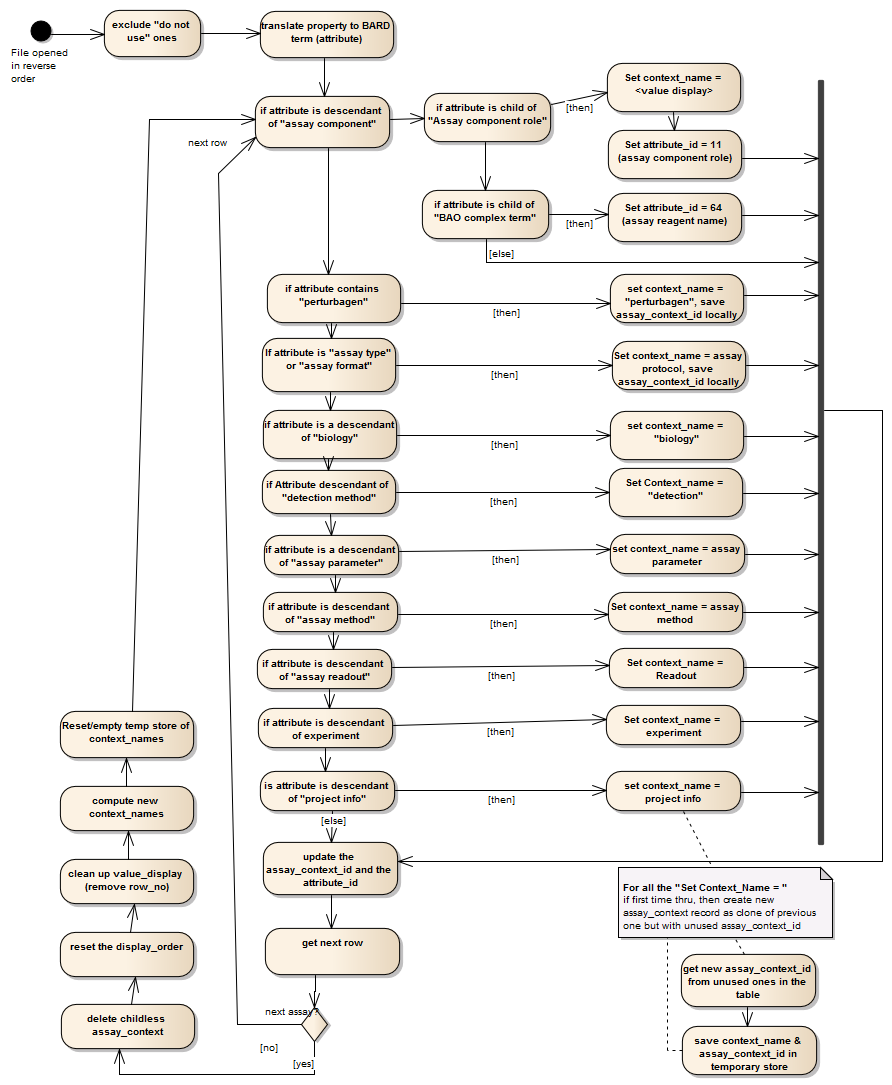 exclude "do not
use" ones
translate property to BARD
term (attribute)
File opened
in reverse
order
if attribute is descendant
of "assay component"
if attribute is child of
"Assay component role"
[then]
Set context_name =
<value display>
next row
Set attribute_id = 11
(assay component role)
if attribute is child of
"BAO complex term"
[then]
Set attribute_id = 64
(assay reagent name)
[else]
if attribute contains
"perturbagen"
[then]
set context_name =
"perturbagen", save
assay_context_id locally
If attribute is "assay type"
or "assay format"
[then]
Set context_name = assay
protocol, save
assay_context_id locally
if attribute is a descendant
of "biology"
[then]
set context_name =
"biology"
if Attribute descendant of
"detection method"
[then]
Set Context_name =
"detection"
if attribute is a descendant
of "assay parameter"
[then]
set context_name = assay
parameter
if attribute is descendant
of "assay method"
[then]
Set context_name = assay
method
if attribute is descendant
of "assay readout"
[then]
Set context_name =
Readout
if attribute is descendant
of experiment
[then]
Set context_name =
experiment
is attribute is descendant
of "project info"
[then]
set context_name =
project info
[else]
update the
assay_context_id and the
attribute_id
get next row
next assay?
[no]
[yes]
Reset/empty temp store of
context_names
compute new
context_names
clean up value_display
(remove row_no)
reset the display_order
delete childless
assay_context
For all the "Set Context_Name = "
if first time thru, then create new
assay_context record as clone of previous
one but with unused assay_context_id
get new assay_context_id
from unused ones in the
table
save context_name &
assay_context_id in
temporary store